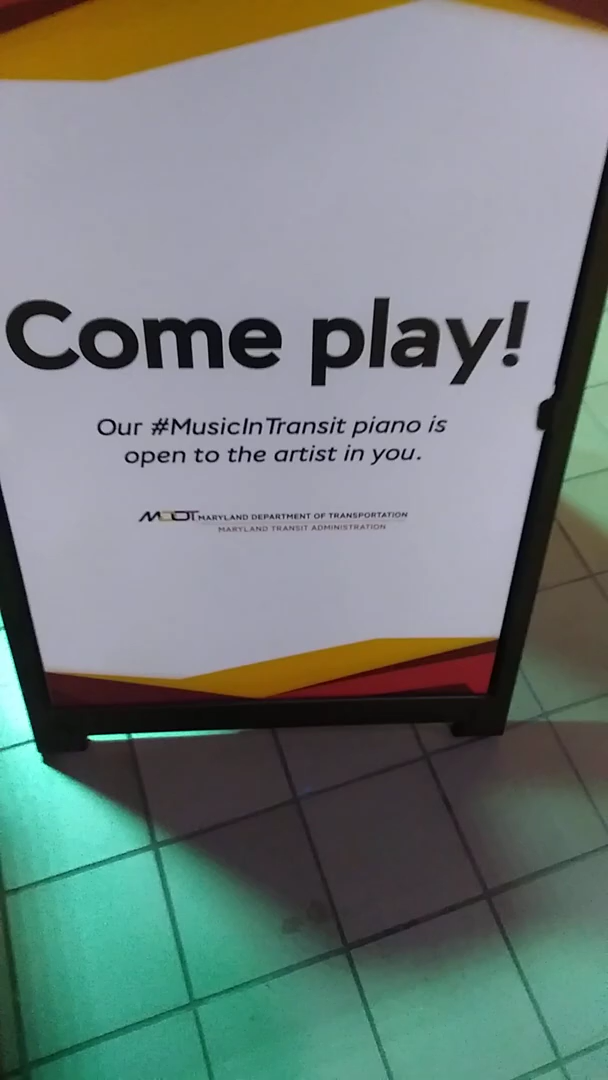 Come play!
Our #MusicInTransit piano is
open to the artist in you.
MDOT MARYLAND DEPARTMENT OF TRANSPORTATION
MARYLAND TRANSIT ADMINISTRATION